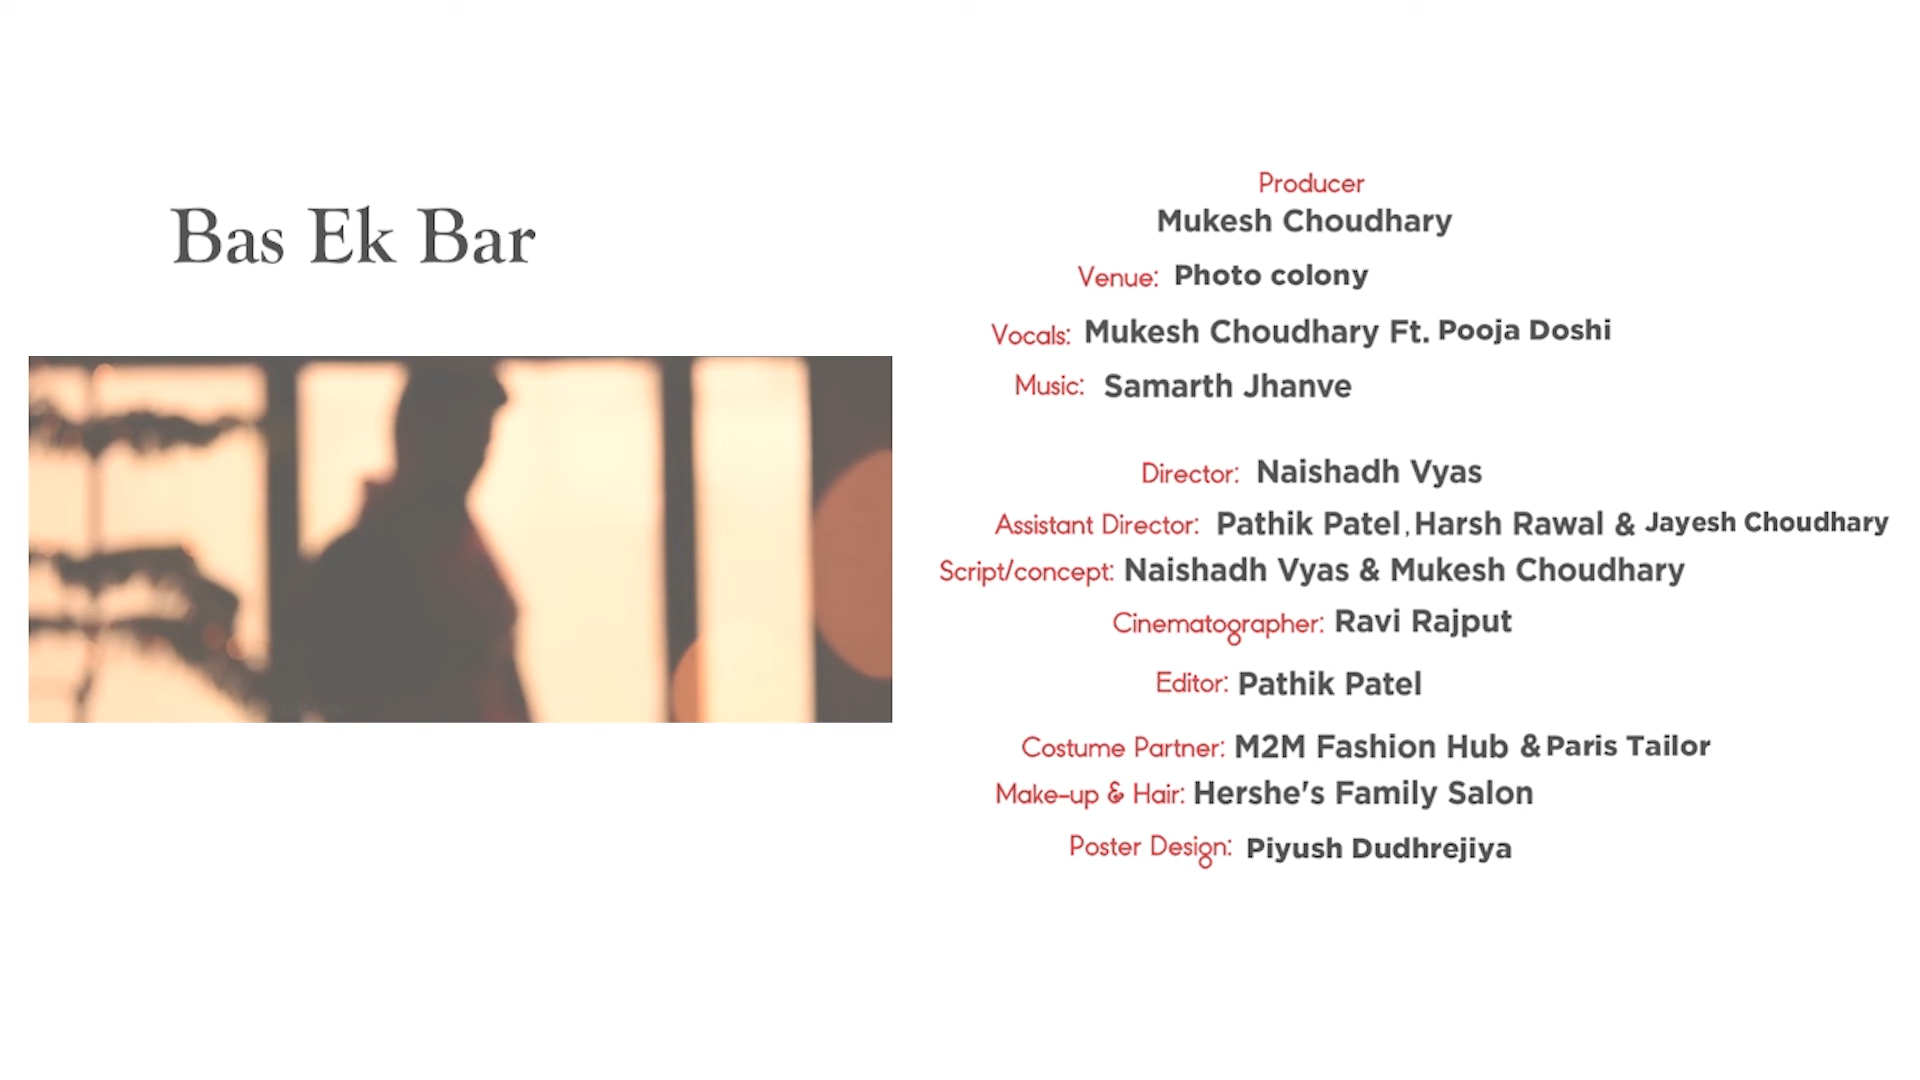 Bas Ek Bar
Producer
Mukesh Choudhary
Venue: Photo colony
Vocals: Mukesh Choudhary Ft. Pooja Doshi
Music: Samarth Jhanve
Director: Naishadh Vyas
Assistant Director: Pathik Patel, Harsh Rawal & Jayesh Choudhary
Script/concept: Naishadh Vyas & Mukesh Choudhary
Cinematographer: Ravi Rajput
Editor: Pathik Patel
Costume Partner: M2M Fashion Hub & Paris Tailor
Make-up & Hair: Hershe's Family Salon
Poster Design: Piyush Dudhrejiya